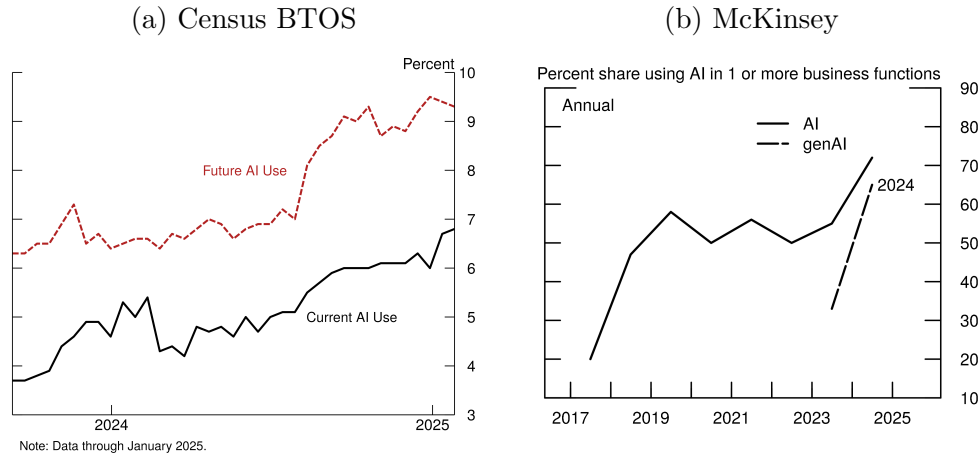 (a) Census BTOS
Percent
10
9
8
7
6
5
4
3
Future AI Use
Current AI Use
2024
2025
Note: Data through January 2025.
(b) McKinsey
Percent share using AI in 1 or more business functions
Annual
AI
genAI
2024
90
80
70
60
50
40
30
20
10
2017
2019
2021
2023
2025